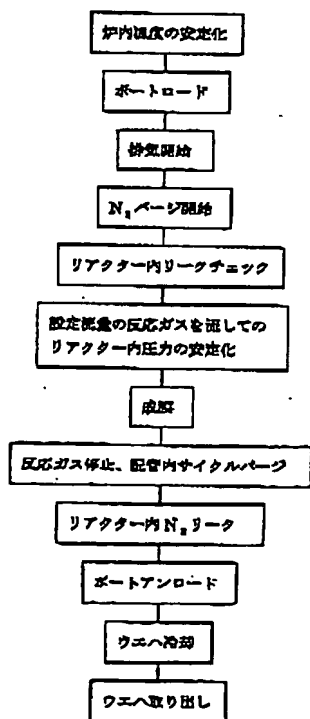 炉内温度の安定化
ボートロード
排気開始
N₂パージ開始
リアクター内リークチェック
設定流量の反応ガスを流しての
リアクター内圧力の安定化
成膜
反応ガス停止、配管内サイクルパージ
リアクター内N₂リータ
ボートアンロード
ウエハ冷却
ウエハ取り出し